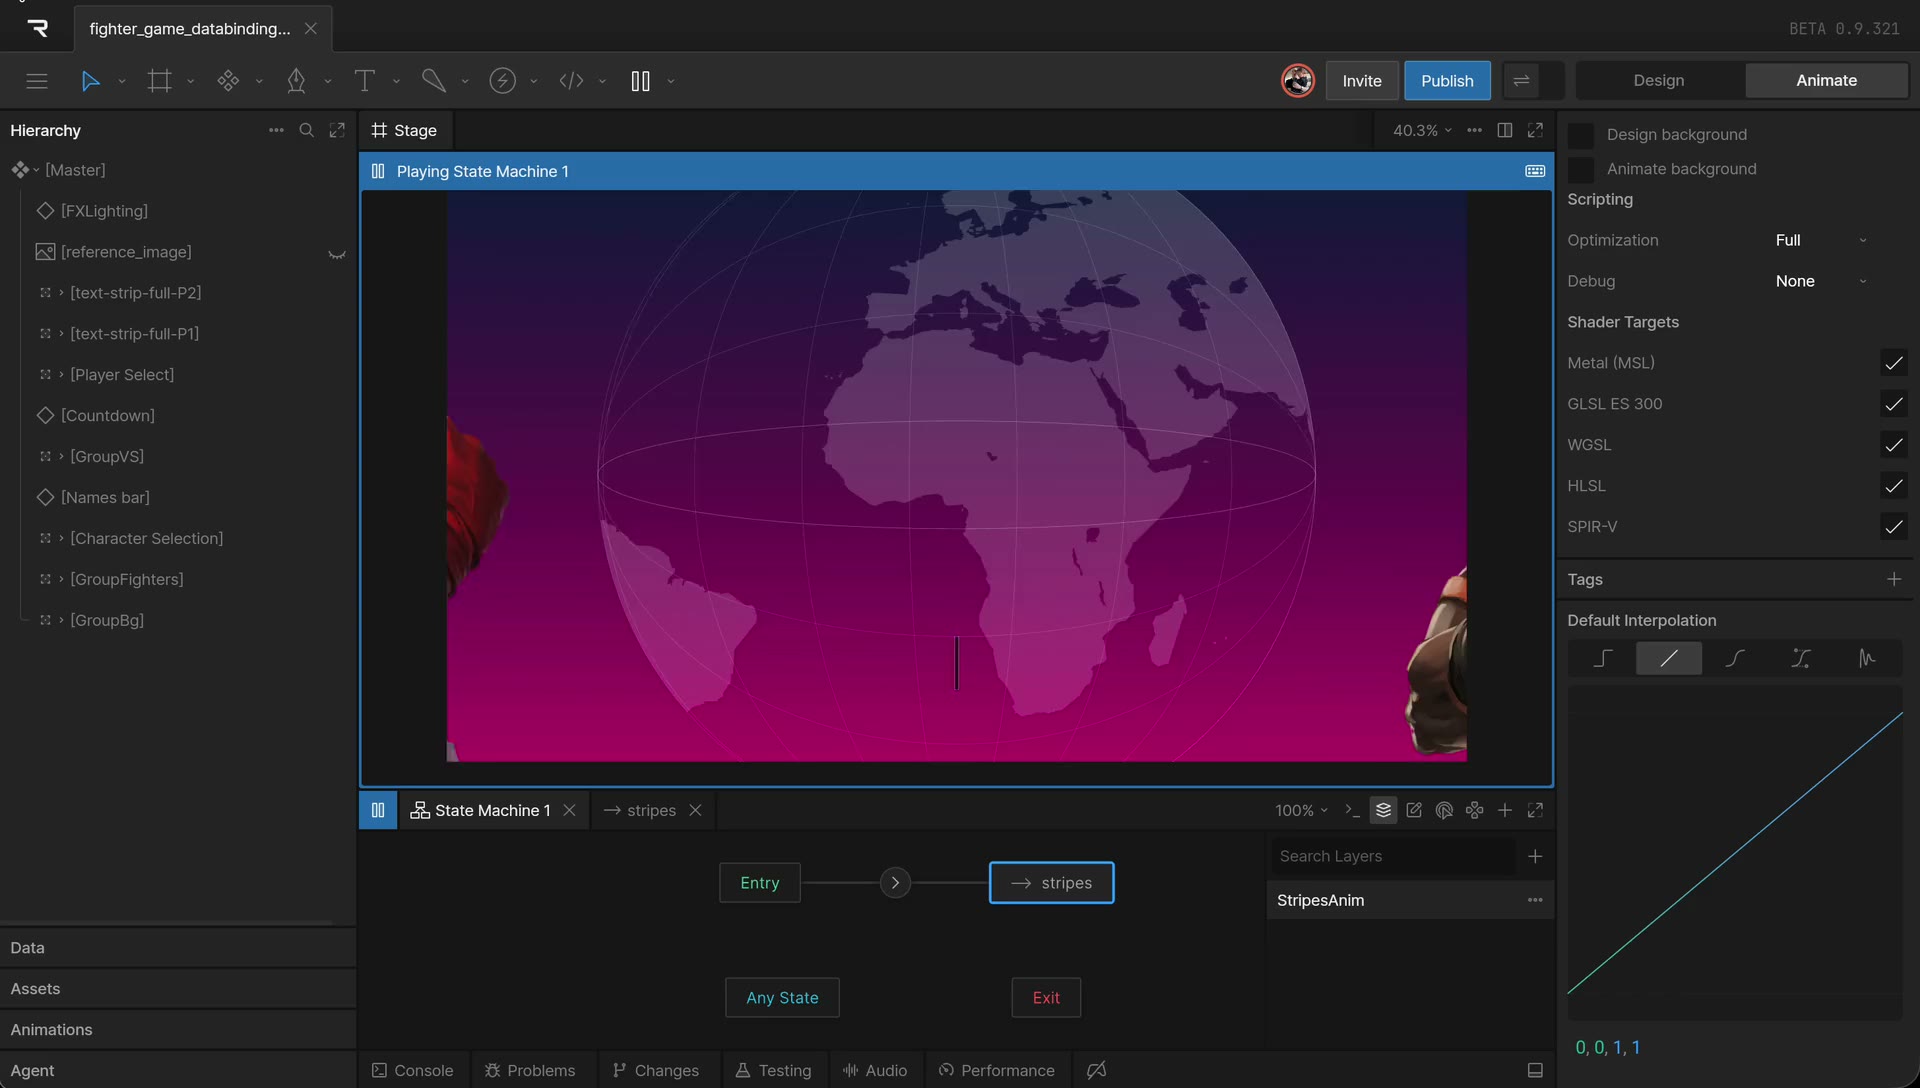 fighter_game_databinding...
BETA 0.9.321
Invite
Publish
Design
Animate
Hierarchy
Stage
40.3%
Playing State Machine 1
[Master]
[FXLighting]
[reference_image]
[text-strip-full-P2]
[text-strip-full-P1]
[Player Select]
[Countdown]
[GroupVS]
[Names bar]
[Character Selection]
[GroupFighters]
[GroupBg]
Data
Assets
Animations
Agent
State Machine 1
stripes
100%
Entry
stripes
Any State
Exit
Search Layers
StripesAnim
Console
Problems
Changes
Testing
Audio
Performance
Design background
Animate background
Scripting
Optimization Full
Debug None
Shader Targets
Metal (MSL)
GLSL ES 300
WGSL
HLSL
SPIR-V
Tags
Default Interpolation
0, 0, 1, 1